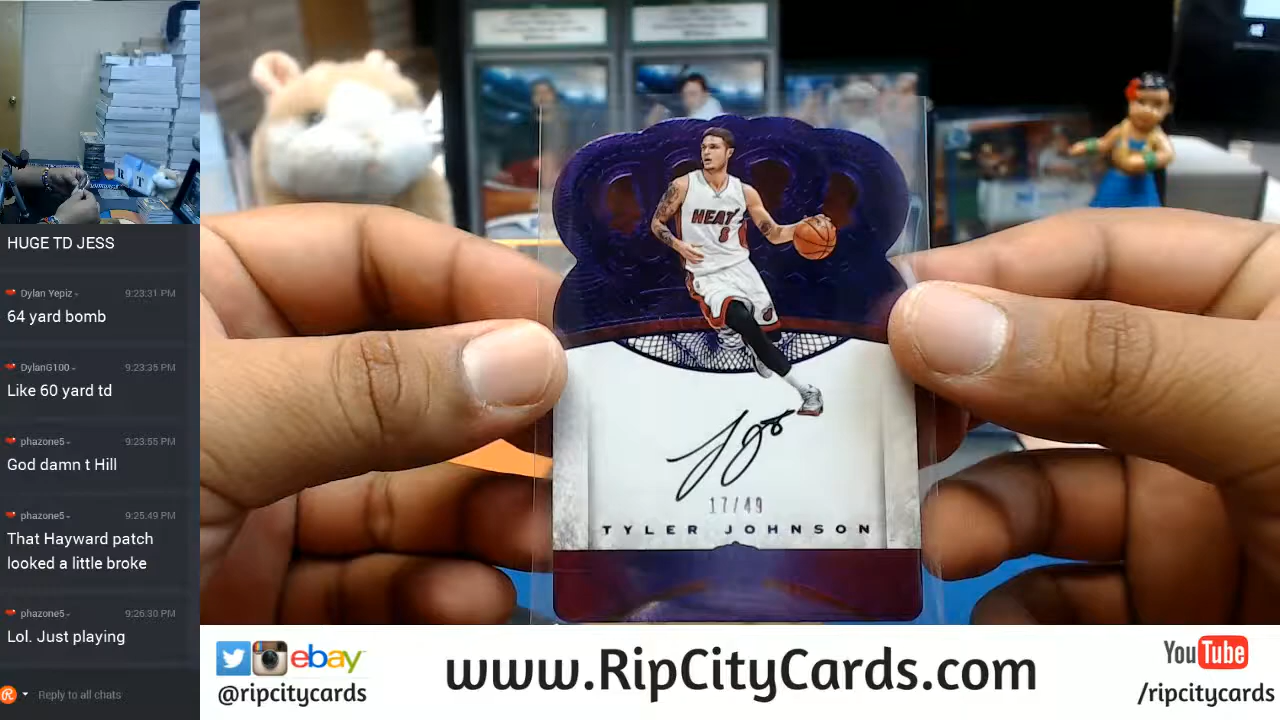 HUGE TD JESS
Dylan Yepiz 9:23:31 PM
64 yard bomb
DylanG100 9:23:35 PM
Like 60 yard td
phazone5 9:23:55 PM
God damn t Hill
phazone5 9:25:49 PM
That Hayward patch
looked a little broke
phazone5 9:26:30 PM
Lol. Just playing
Reply to all chats
HEAT
8
17/49
TYLER JOHNSON
ebay
@ripcitycards
www.RipCityCards.com
YouTube
/ripcitycards